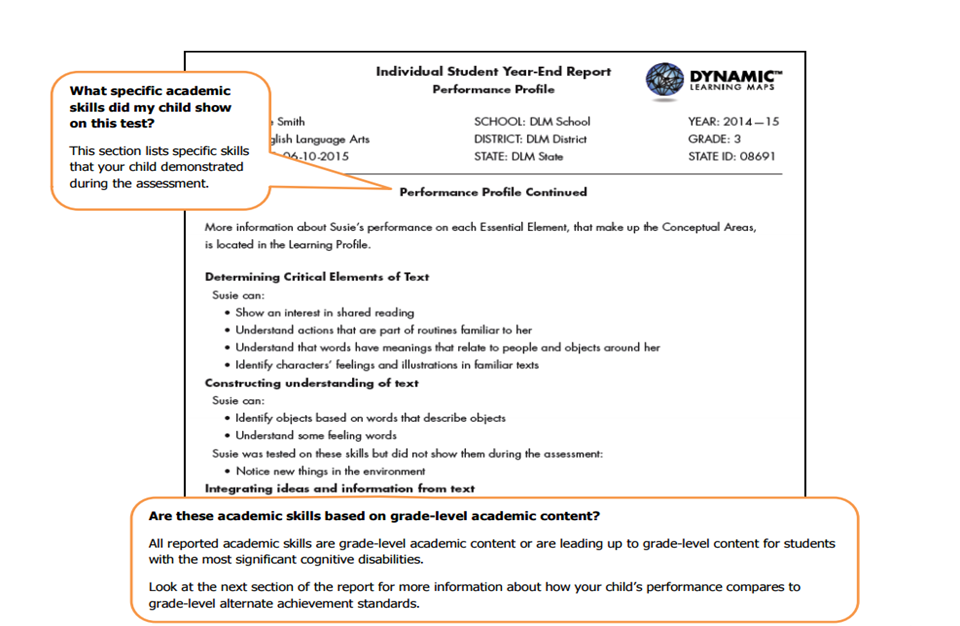 Individual Student Year-End Report
Performance Profile
DYNAMIC™
LEARNING MAPS
What specific academic
skills did my child show
on this test?
This section lists specific skills
that your child demonstrated
during the assessment.
Smith
English Language Arts
06-10-2015
SCHOOL: DLM School
DISTRICT: DLM District
STATE: DLM State
YEAR: 2014—15
GRADE: 3
STATE ID: 08691
Performance Profile Continued
More information about Susie's performance on each Essential Element, that make up the Conceptual Areas,
is located in the Learning Profile.
Determining Critical Elements of Text
Susie can:
• Show an interest in shared reading
• Understand actions that are part of routines familiar to her
• Understand that words have meanings that relate to people and objects around her
• Identify characters' feelings and illustrations in familiar texts
Constructing understanding of text
Susie can:
• Identify objects based on words that describe objects
• Understand some feeling words
Susie was tested on these skills but did not show them during the assessment:
• Notice new things in the environment
Integrating ideas and information from text
Are these academic skills based on grade-level academic content?
All reported academic skills are grade-level academic content or are leading up to grade-level content for students
with the most significant cognitive disabilities.
Look at the next section of the report for more information about how your child's performance compares to
grade-level alternate achievement standards.